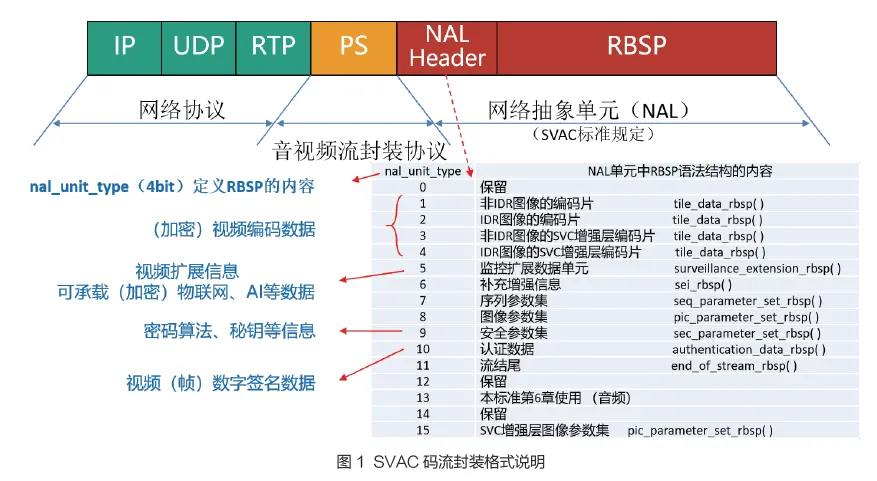 IP UDP RTP PS NAL Header RBSP
网络协议
网络抽象单元（NAL）
（SVAC标准规定）
音视频流封装协议
nal_unit_type NAL单元中RBSP语法结构的内容
nal_unit_type（4bit）定义RBSP的内容
0 保留
1 非IDR图像的编码片 tile_data_rbsp( )
2 IDR图像的编码片 tile_data_rbsp( )
（加密）视频编码数据
3 非IDR图像的SVC增强层编码片 tile_data_rbsp( )
4 IDR图像的SVC增强层编码片 tile_data_rbsp( )
视频扩展信息
可承载（加密）物联网、AI等数据
5 监控扩展数据单元 surveillance_extension_rbsp( )
6 补充增强信息 sei_rbsp( )
7 序列参数集 seq_parameter_set_rbsp( )
8 图像参数集 pic_parameter_set_rbsp( )
密码算法、秘钥等信息
9 安全参数集 sec_parameter_set_rbsp( )
10 认证数据 authentication_data_rbsp( )
视频（帧）数字签名数据
11 流结尾 end_of_stream_rbsp( )
12 保留
13 本标准第6章使用 （音频）
14 保留
15 SVC增强层图像参数集 pic_parameter_set_rbsp( )
图 1 SVAC 码流封装格式说明